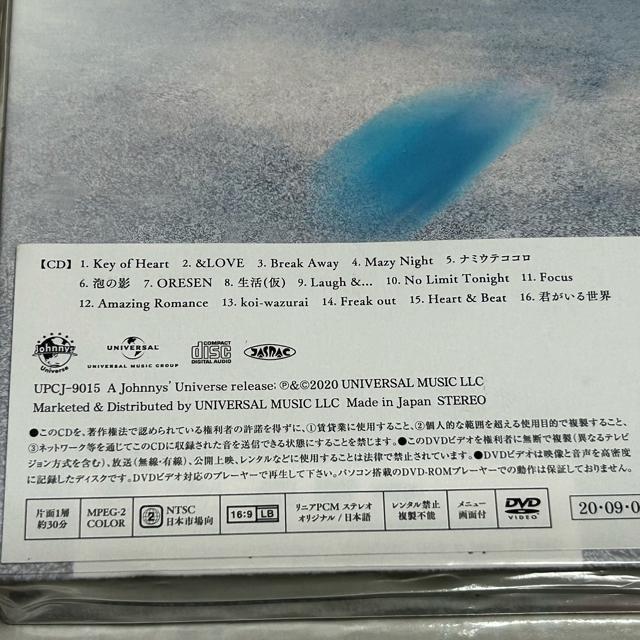 【CD】 1. Key of Heart 2. &LOVE 3. Break Away 4. Mazy Night 5. ナミウテココロ
6. 泡の影 7. ORESEN 8. 生活(仮) 9. Laugh &... 10. No Limit Tonight 11. Focus
12. Amazing Romance 13. koi-wazurai 14. Freak out 15. Heart & Beat 16. 君がいる世界
Johnnys' Universe
UNIVERSAL
UNIVERSAL MUSIC GROUP
COMPACT disc DIGITAL AUDIO
JASRAC
UPCJ-9015 A Johnnys' Universe release; ℗&©2020 UNIVERSAL MUSIC LLC
Marketed & Distributed by UNIVERSAL MUSIC LLC Made in Japan STEREO
●このCDを、著作権法で認められている権利者の許諾を得ずに、①賃貸業に使用すること、②個人的な範囲を超える使用目的で複製すること、
③ネットワーク等を通じてこのCDに収録された音を送信できる状態にすることを禁じます。●このDVDビデオを権利者に無断で複製(異なるテレビ
ジョン方式を含む)、放送(無線・有線)、公開上映、レンタルなどに使用することは法律で禁止されています。●DVDビデオは映像と音声を高密度
に記録したディスクです。DVDビデオ対応のプレーヤーで再生して下さい。パソコン搭載のDVD-ROMプレーヤーでの動作は保証しておりません。
片面1層 約30分
MPEG-2 COLOR
2 NTSC 日本市場向
16:9 LB
リニアPCM ステレオ オリジナル/日本語
レンタル禁止 複製不能
メニュー 画面付
DVD VIDEO
20・09・0